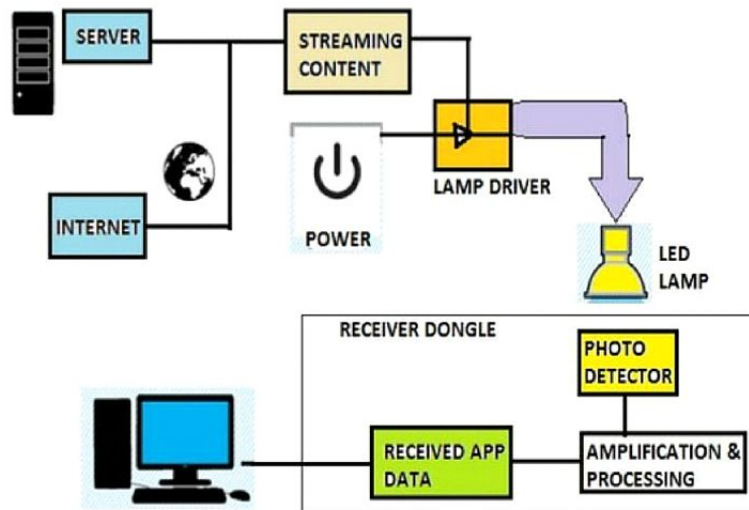 SERVER
STREAMING
CONTENT
LAMP DRIVER
INTERNET
POWER
LED
LAMP
RECEIVER DONGLE
PHOTO
DETECTOR
RECEIVED APP
DATA
AMPLIFICATION &
PROCESSING